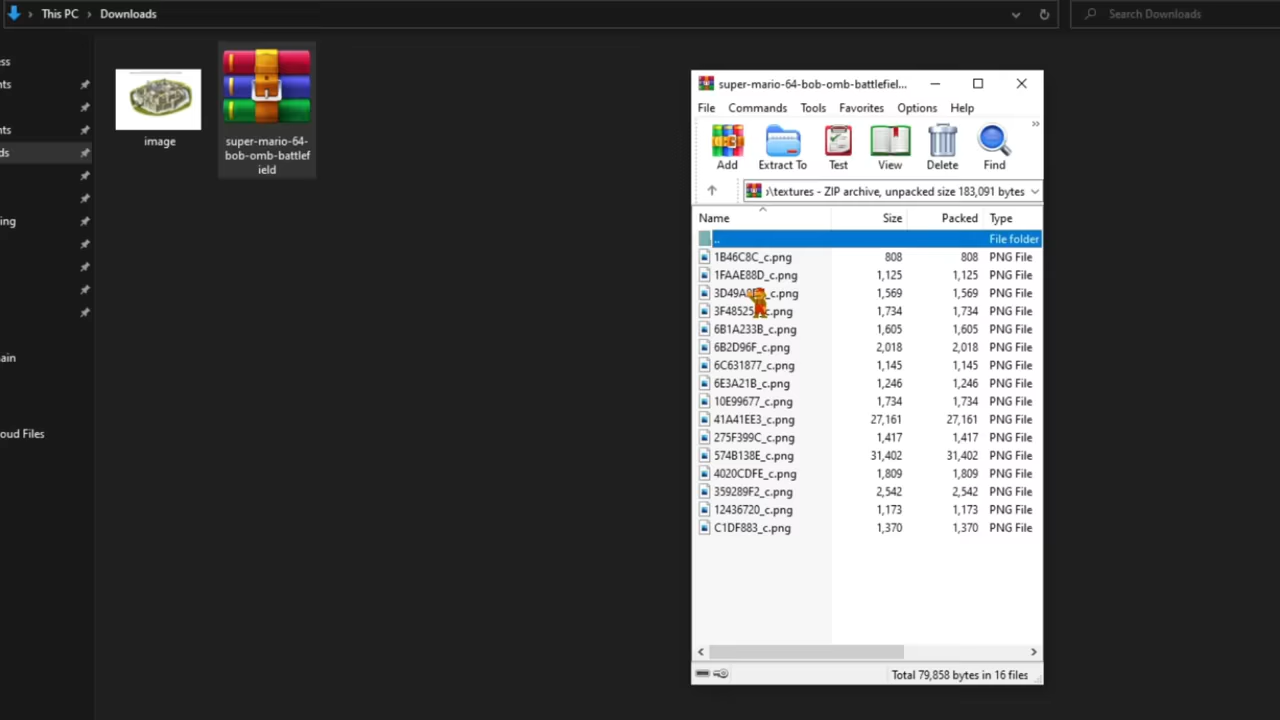 This PC > Downloads
Search Downloads
ess
nts
nts
ds
ing
ain
oud Files
image
super-mario-64-
bob-omb-battlef
ield
super-mario-64-bob-omb-battlefiel...
File Commands Tools Favorites Options Help
»
Add Extract To Test View Delete Find
\textures - ZIP archive, unpacked size 183,091 bytes
Name Size Packed Type
.. File folder
1B46C8C_c.png 808 808 PNG File
1FAAE88D_c.png 1,125 1,125 PNG File
3D49A _c.png 1,569 1,569 PNG File
3F48525 c.png 1,734 1,734 PNG File
6B1A233B_c.png 1,605 1,605 PNG File
6B2D96F_c.png 2,018 2,018 PNG File
6C631877_c.png 1,145 1,145 PNG File
6E3A21B_c.png 1,246 1,246 PNG File
10E99677_c.png 1,734 1,734 PNG File
41A41EE3_c.png 27,161 27,161 PNG File
275F399C_c.png 1,417 1,417 PNG File
574B138E_c.png 31,402 31,402 PNG File
4020CDFE_c.png 1,809 1,809 PNG File
359289F2_c.png 2,542 2,542 PNG File
12436720_c.png 1,173 1,173 PNG File
C1DF883_c.png 1,370 1,370 PNG File
Total 79,858 bytes in 16 files